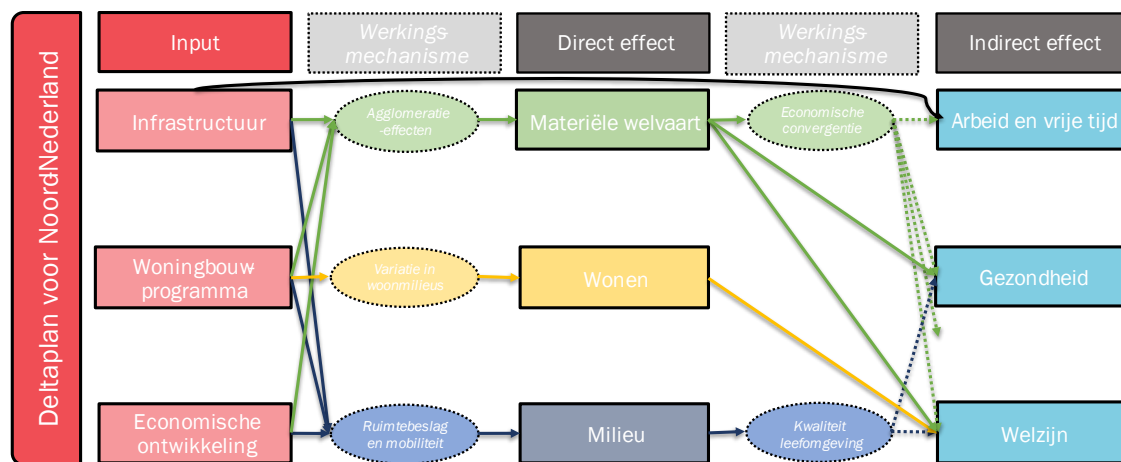 Deltaplan voor NoordNederland
Input
Werkings-
mechanisme
Direct effect
Werkings-
mechanisme
Indirect effect
Infrastructuur
Agglomeratie
-effecten
Materiële welvaart
Economische
convergentie
Arbeid en vrije tijd
Woningbouw-
programma
Variatie in
woonmilieus
Wonen
Gezondheid
Economische
ontwikkeling
Ruimtebeslag
en mobiliteit
Milieu
Kwaliteit
leefomgeving
Welzijn